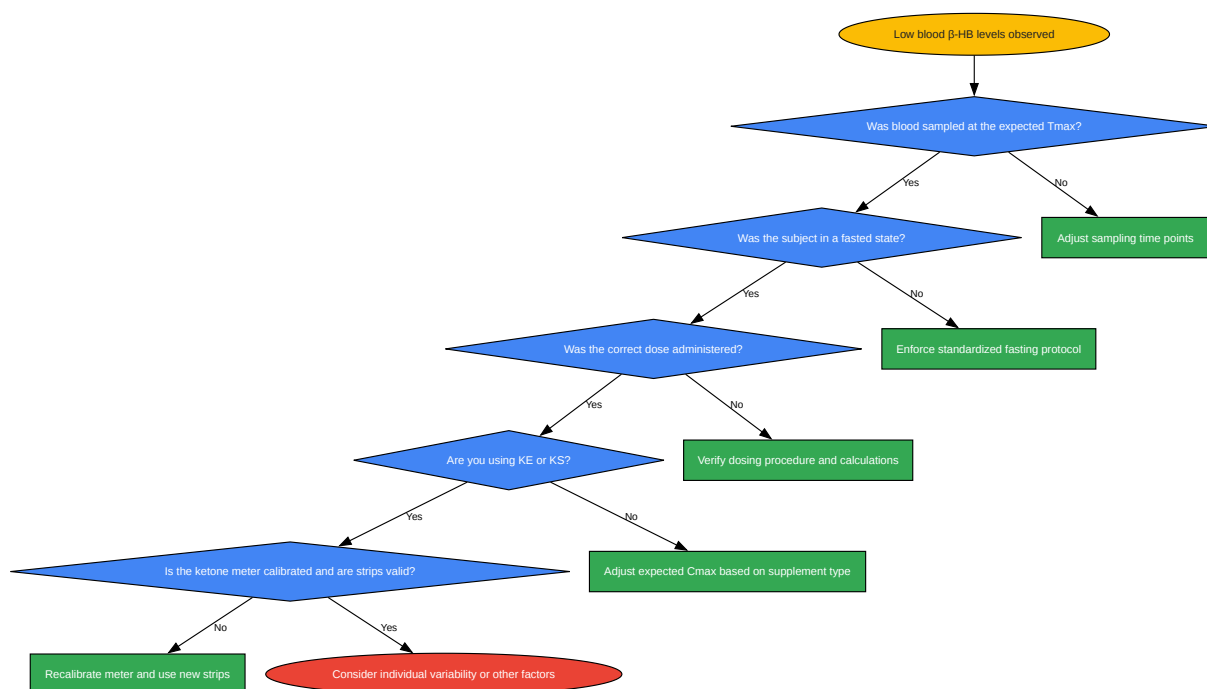 Low blood β-HB levels observed
Was blood sampled at the expected Tmax?
Yes
No
Was the subject in a fasted state?
Adjust sampling time points
Yes
No
Was the correct dose administered?
Enforce standardized fasting protocol
Yes
No
Are you using KE or KS?
Verify dosing procedure and calculations
Yes
No
Is the ketone meter calibrated and are strips valid?
Adjust expected Cmax based on supplement type
No
Yes
Recalibrate meter and use new strips
Consider individual variability or other factors